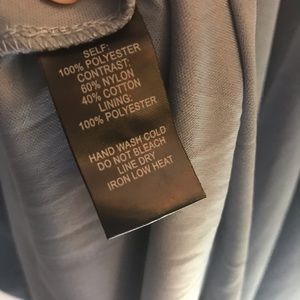 SELF:
100% POLYESTER
CONTRAST:
60% NYLON
40% COTTON
LINING:
100% POLYESTER
HAND WASH COLD
DO NOT BLEACH
LINE DRY
IRON LOW HEAT